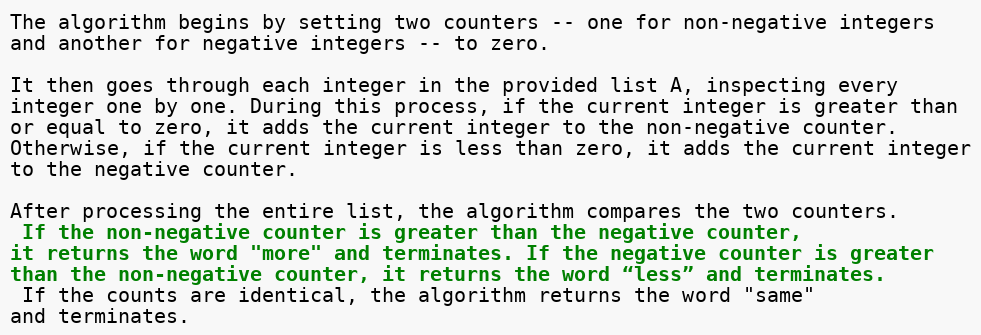 The algorithm begins by setting two counters -- one for non-negative integers
and another for negative integers -- to zero.
It then goes through each integer in the provided list A, inspecting every
integer one by one. During this process, if the current integer is greater than
or equal to zero, it adds the current integer to the non-negative counter.
Otherwise, if the current integer is less than zero, it adds the current integer
to the negative counter.
After processing the entire list, the algorithm compares the two counters.
If the non-negative counter is greater than the negative counter,
it returns the word "more" and terminates. If the negative counter is greater
than the non-negative counter, it returns the word “less” and terminates.
If the counts are identical, the algorithm returns the word "same"
and terminates.